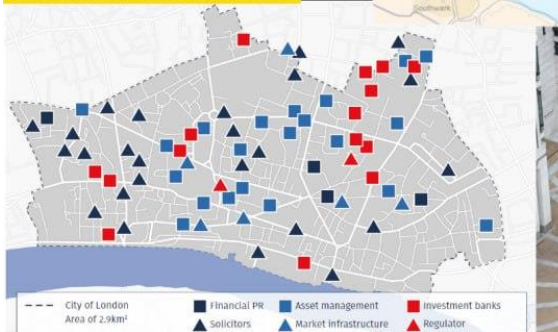 Southwark
City of London
Area of 2.9km²
Financial PR
Solicitors
Asset management
Market infrastructure
Investment banks
Regulator